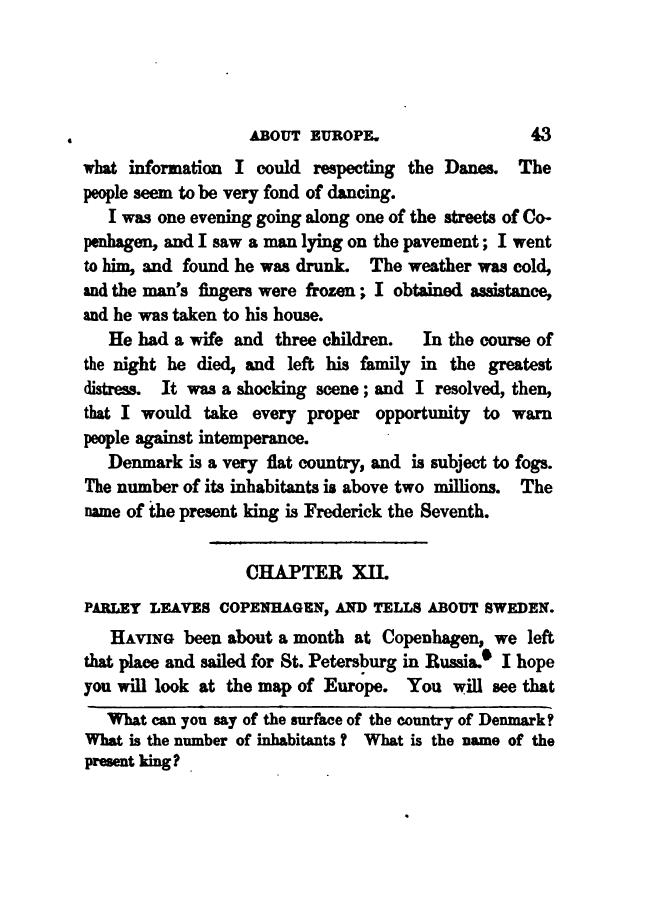 ABOUT EUROPE. 43
what information I could respecting the Danes. The
people seem to be very fond of dancing.
I was one evening going along one of the streets of Co-
penhagen, and I saw a man lying on the pavement; I went
to him, and found he was drunk. The weather was cold,
and the man's fingers were frozen; I obtained assistance,
and he was taken to his house.
He had a wife and three children. In the course of
the night he died, and left his family in the greatest
distress. It was a shocking scene; and I resolved, then,
that I would take every proper opportunity to warn
people against intemperance.
Denmark is a very flat country, and is subject to fogs.
The number of its inhabitants is above two millions. The
name of the present king is Frederick the Seventh.
CHAPTER XII.
PARLEY LEAVES COPENHAGEN, AND TELLS ABOUT SWEDEN.
HAVING been about a month at Copenhagen, we left
that place and sailed for St. Petersburg in Russia. I hope
you will look at the map of Europe. You will see that
What can you say of the surface of the country of Denmark?
What is the number of inhabitants? What is the name of the
present king?